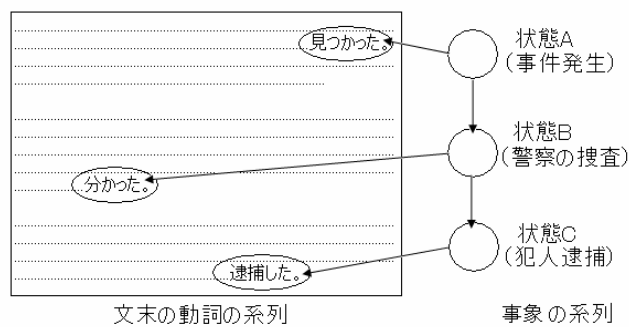 見つかった。
状態A
(事件発生)
状態B
(警察の捜査)
分かった。
状態C
(犯人逮捕)
逮捕した。
文末の動詞の系列
事象の系列